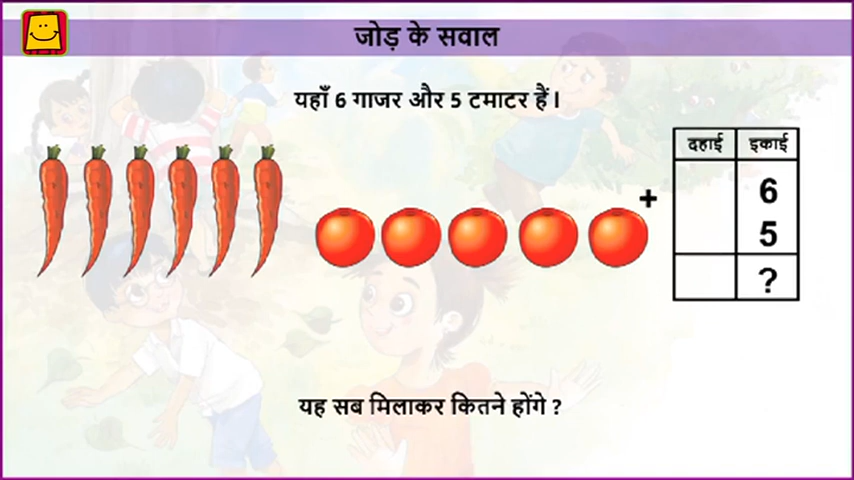 जोड़ के सवाल
यहाँ 6 गाजर और 5 टमाटर हैं।
दहाई इकाई
6
+ 5
?
यह सब मिलाकर कितने होंगे ?